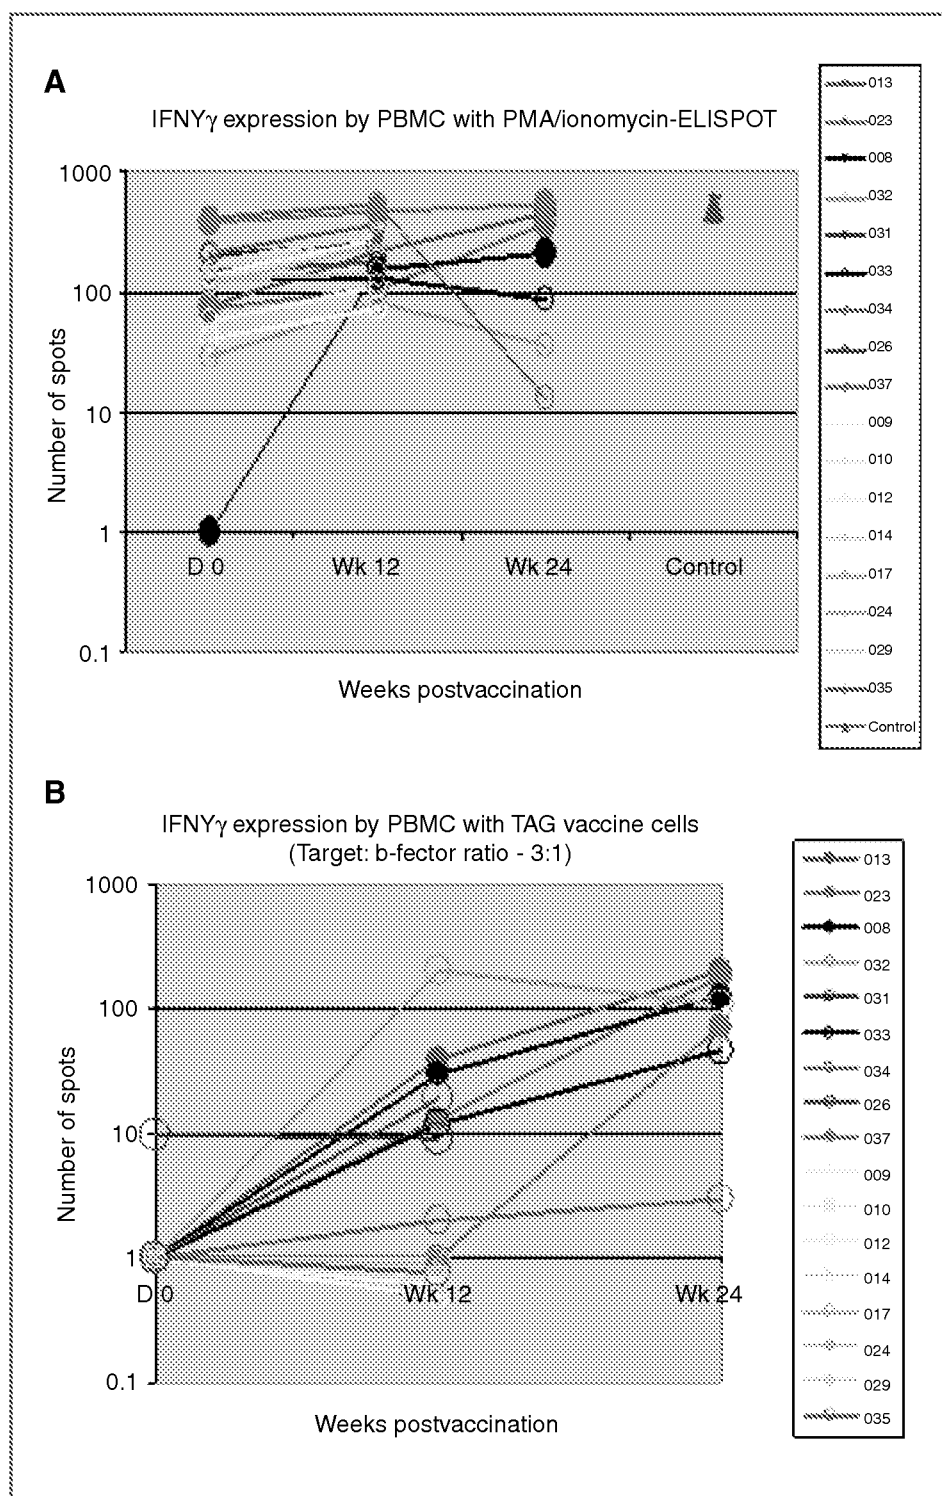 A
IFNYγ expression by PBMC with PMA/ionomycin-ELISPOT
1000
100
10
1
0.1
Number of spots
D 0
Wk 12
Wk 24
Control
Weeks postvaccination
013
023
008
032
031
033
034
026
037
009
010
012
014
017
024
029
035
Control
B
IFNYγ expression by PBMC with TAG vaccine cells
(Target: b-fector ratio - 3:1)
1000
100
10
1
0.1
Number of spots
D 0
Wk 12
Wk 24
Weeks postvaccination
013
023
008
032
031
033
034
026
037
009
010
012
014
017
024
029
035